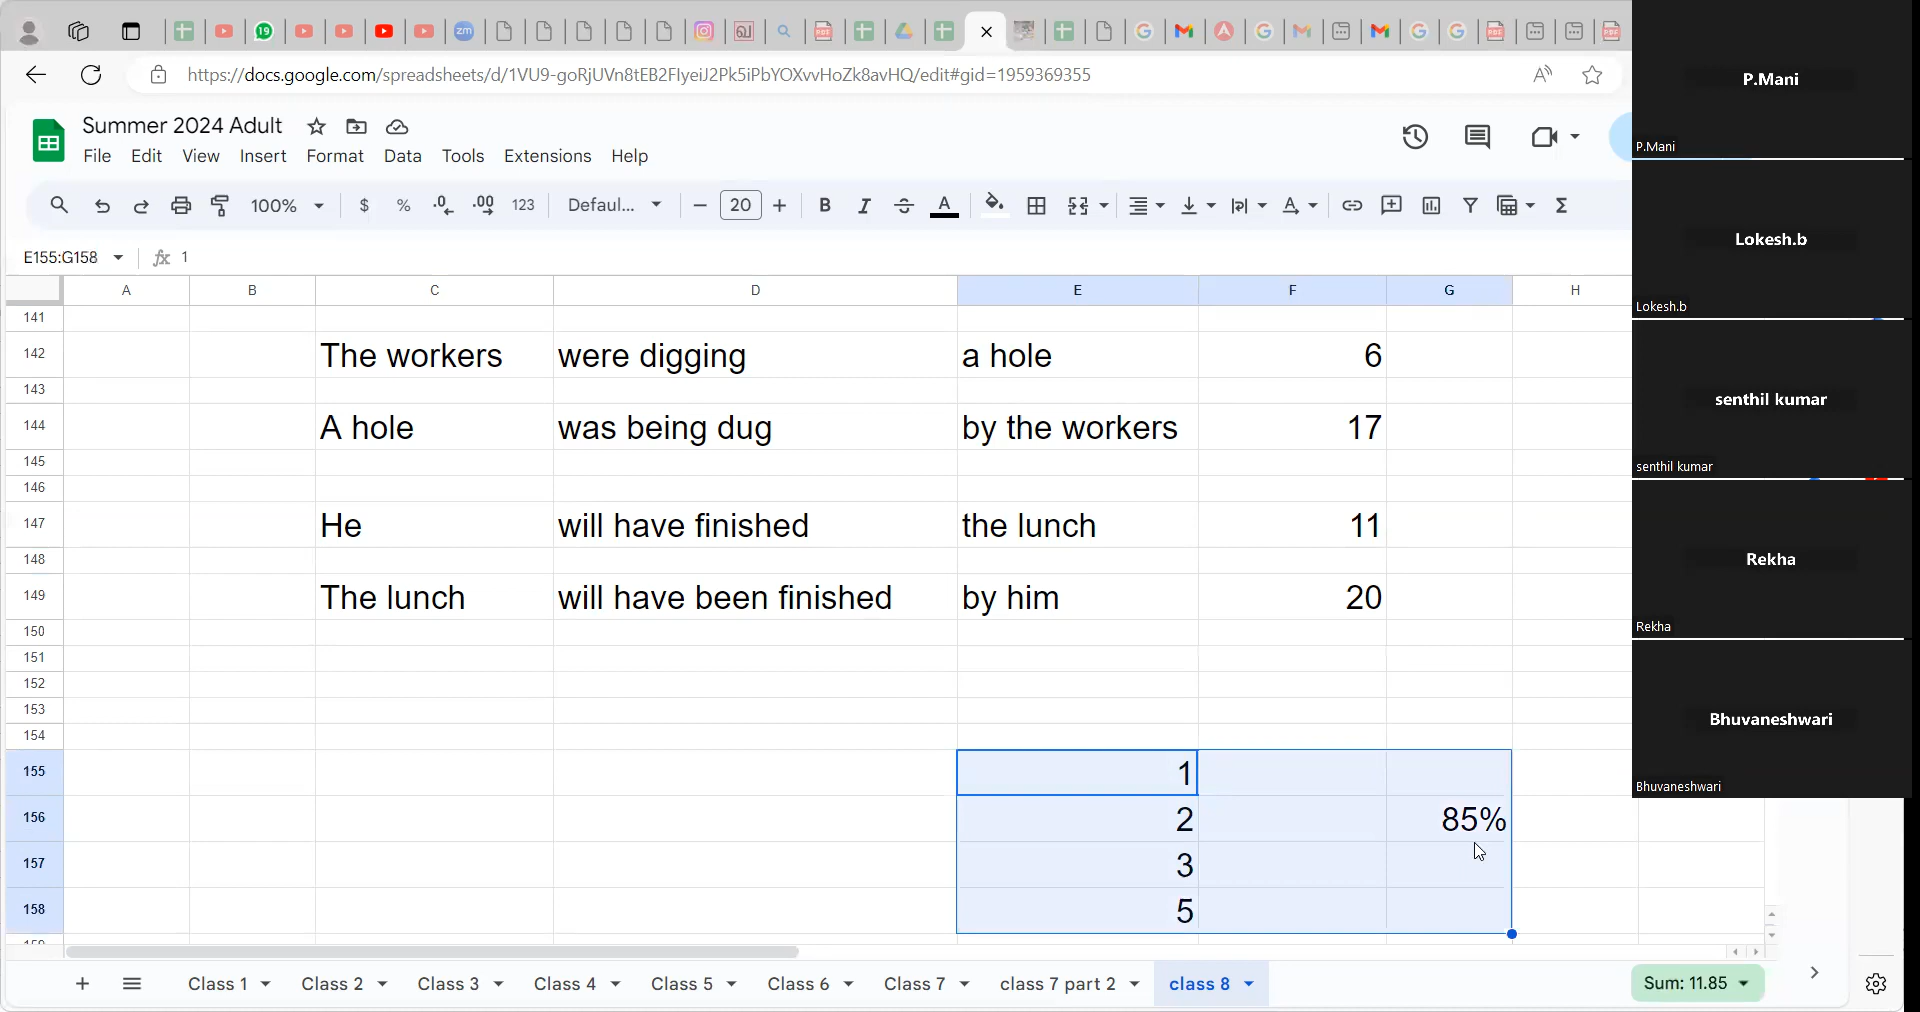 19
zm
PDF
PDF
PDF
https://docs.google.com/spreadsheets/d/1VU9-goRjUVn8tEB2FIyeiJ2Pk5iPbYOXvvHoZk8avHQ/edit#gid=1959369355
Summer 2024 Adult
File Edit View Insert Format Data Tools Extensions Help
100% $ % .0 .00 123 Defaul... 20 B I A
E155:G158 fx 1
A B C D E F G H
141
142 The workers were digging a hole 6
143
144 A hole was being dug by the workers 17
145
146
147 He will have finished the lunch 11
148
149 The lunch will have been finished by him 20
150
151
152
153
154
155 1
156 2 85%
157 3
158 5
Class 1 Class 2 Class 3 Class 4 Class 5 Class 6 Class 7 class 7 part 2 class 8 Sum: 11.85
P.Mani
P.Mani
Lokesh.b
Lokesh.b
senthil kumar
senthil kumar
Rekha
Rekha
Bhuvaneshwari
Bhuvaneshwari